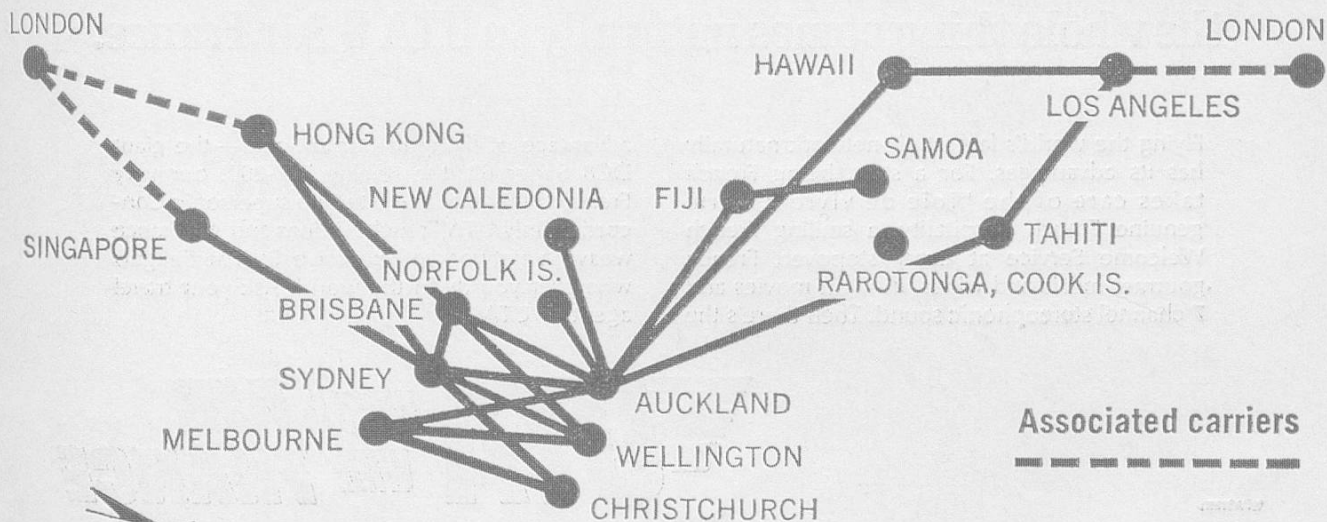 LONDON
LONDON
HAWAII
LOS ANGELES
HONG KONG
SAMOA
NEW CALEDONIA
FIJI
SINGAPORE
TAHITI
NORFOLK IS.
RAROTONGA, COOK IS.
BRISBANE
SYDNEY
AUCKLAND
Associated carriers
MELBOURNE
WELLINGTON
CHRISTCHURCH